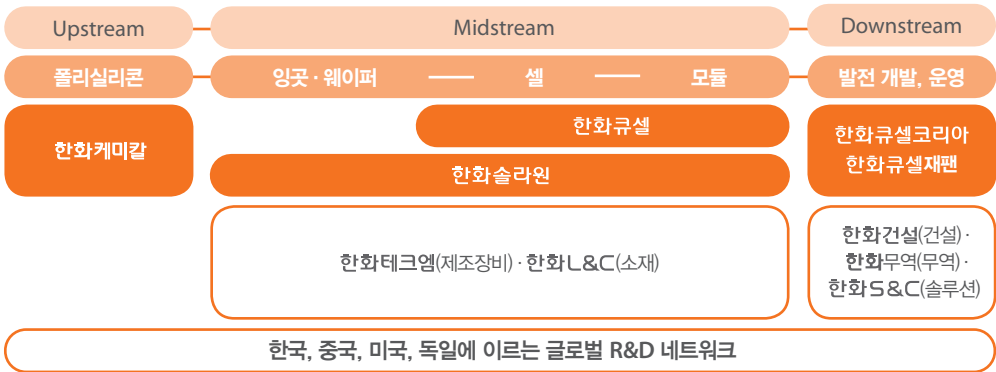 Upstream
Midstream
Downstream
폴리실리콘
잉곳 · 웨이퍼
셀
모듈
발전 개발, 운영
한화케미칼
한화큐셀
한화솔라원
한화큐셀코리아
한화큐셀재팬
한화테크엠(제조장비) · 한화L&C(소재)
한화건설(건설) ·
한화무역(무역) ·
한화S&C(솔루션)
한국, 중국, 미국, 독일에 이르는 글로벌 R&D 네트워크